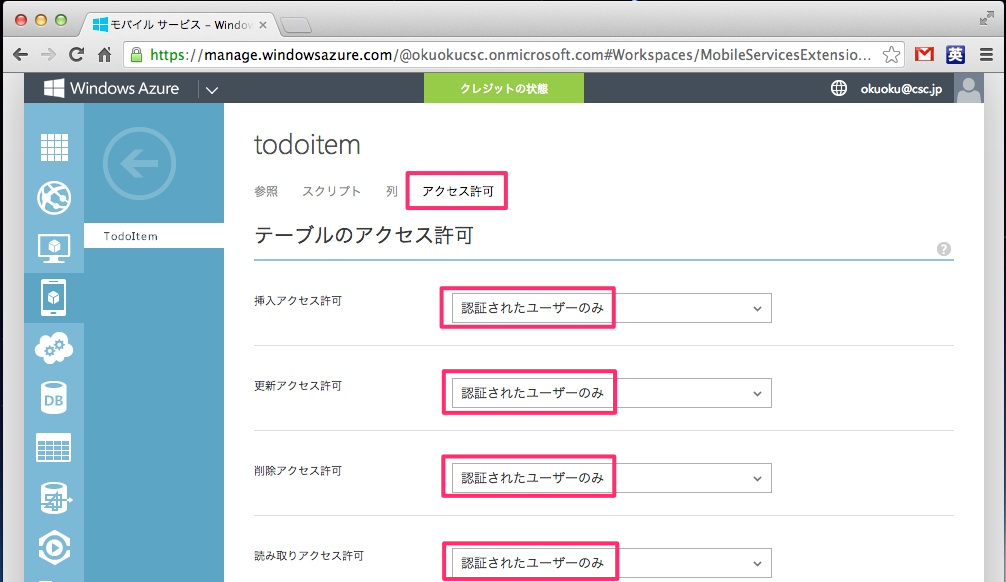 モバイル サービス – Window
https://manage.windowsazure.com/@okuokucsc.onmicrosoft.com#Workspaces/MobileServicesExtensio...
英
Windows Azure
クレジットの状態
okuoku@csc.jp
todoitem
参照 スクリプト 列 アクセス許可
TodoItem
テーブルのアクセス許可
?
挿入アクセス許可 認証されたユーザーのみ
更新アクセス許可 認証されたユーザーのみ
DB
削除アクセス許可 認証されたユーザーのみ
読み取りアクセス許可 認証されたユーザーのみ